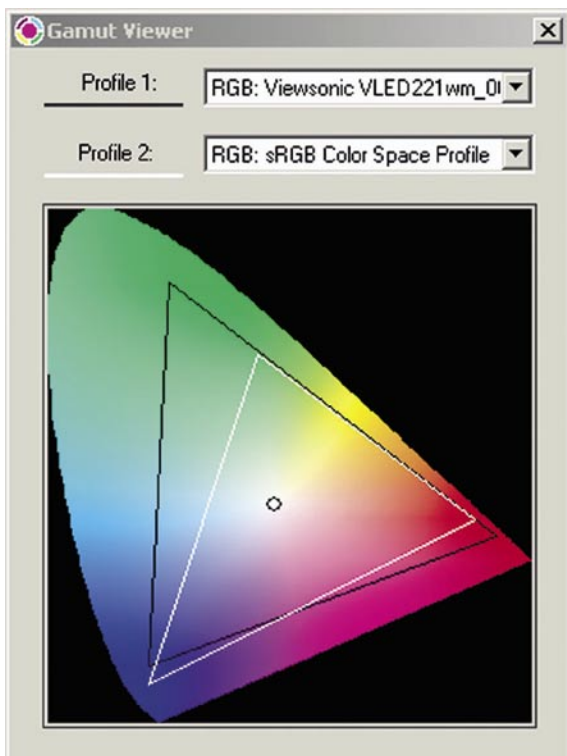 Gamut Viewer
Profile 1:
RGB: Viewsonic VLED221wm_0
Profile 2:
RGB: sRGB Color Space Profile